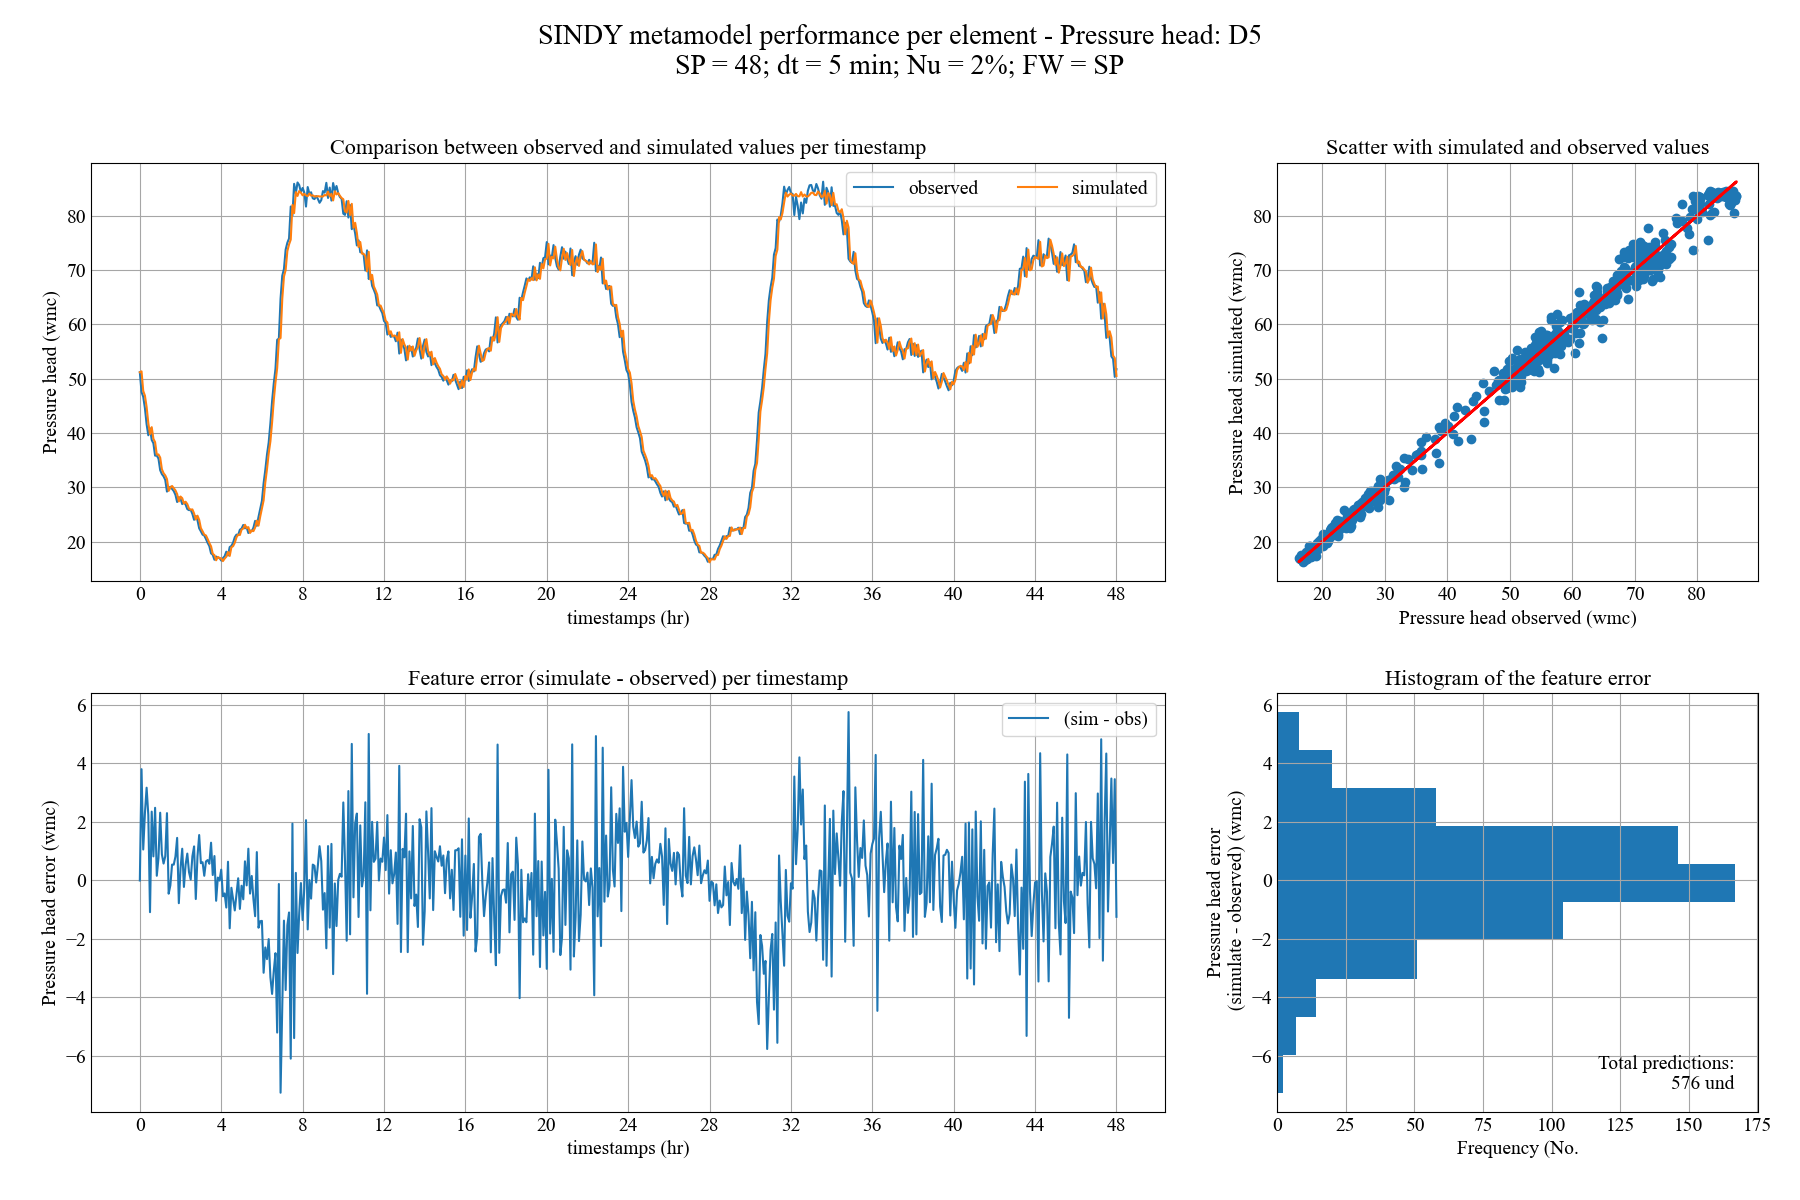 SINDY metamodel performance per element - Pressure head: D5
SP = 48; dt = 5 min; Nu = 2%; FW = SP
Comparison between observed and simulated values per timestamp
observed
simulated
Pressure head (wmc)
80
70
60
50
40
30
20
0 4 8 12 16 20 24 28 32 36 40 44 48
timestamps (hr)
Scatter with simulated and observed values
Pressure head simulated (wmc)
80
70
60
50
40
30
20
20 30 40 50 60 70 80
Pressure head observed (wmc)
Feature error (simulate - observed) per timestamp
(sim - obs)
Pressure head error (wmc)
6
4
2
0
−2
−4
−6
0 4 8 12 16 20 24 28 32 36 40 44 48
timestamps (hr)
Histogram of the feature error
Pressure head error
(simulate - observed) (wmc)
6
4
2
0
−2
−4
−6
Total predictions:
576 und
0 25 50 75 100 125 150 175
Frequency (No.